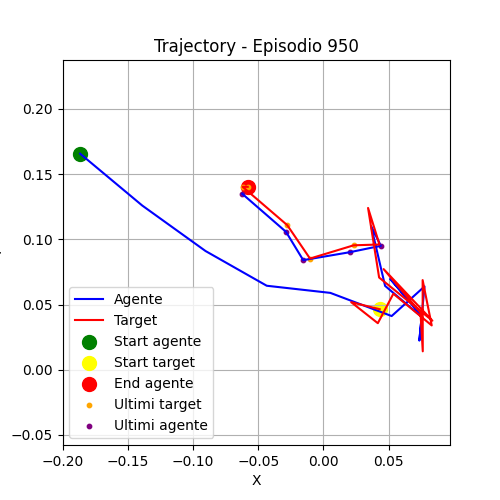 Trajectory - Episodio 950
0.20
0.15
0.10
0.05
0.00
−0.05
−0.20
−0.15
−0.10
−0.05
0.00
0.05
X
Agente
Target
Start agente
Start target
End agente
Ultimi target
Ultimi agente